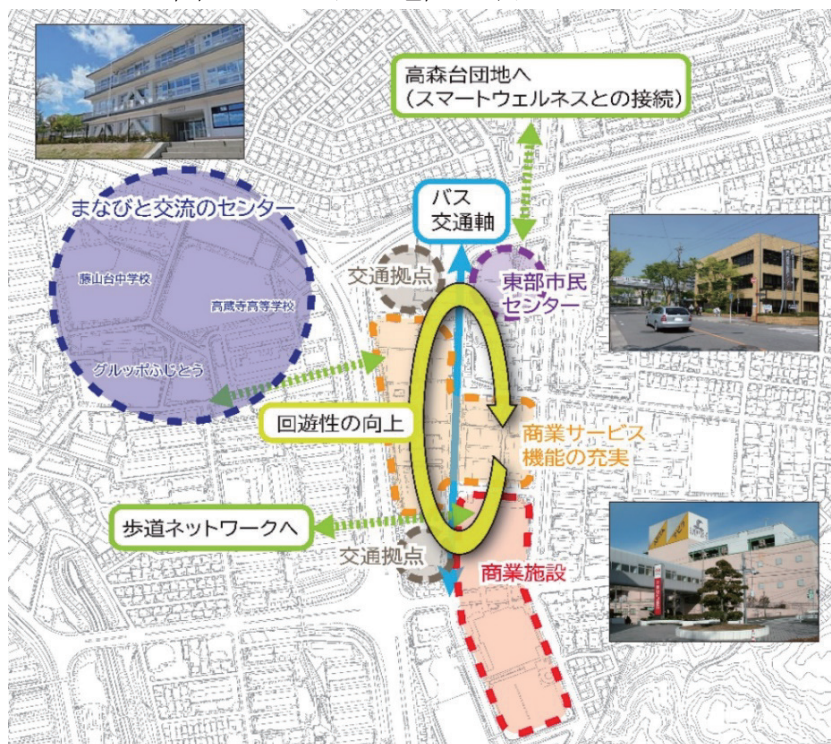 高森台団地へ
(スマートウェルネスとの接続)
まなびと交流のセンター
バス
交通軸
藤山台中学校
高蔵寺高等学校
グルッポふじとう
交通拠点
東部市民
センター
回遊性の向上
商業サービス
機能の充実
歩道ネットワークへ
交通拠点
商業施設